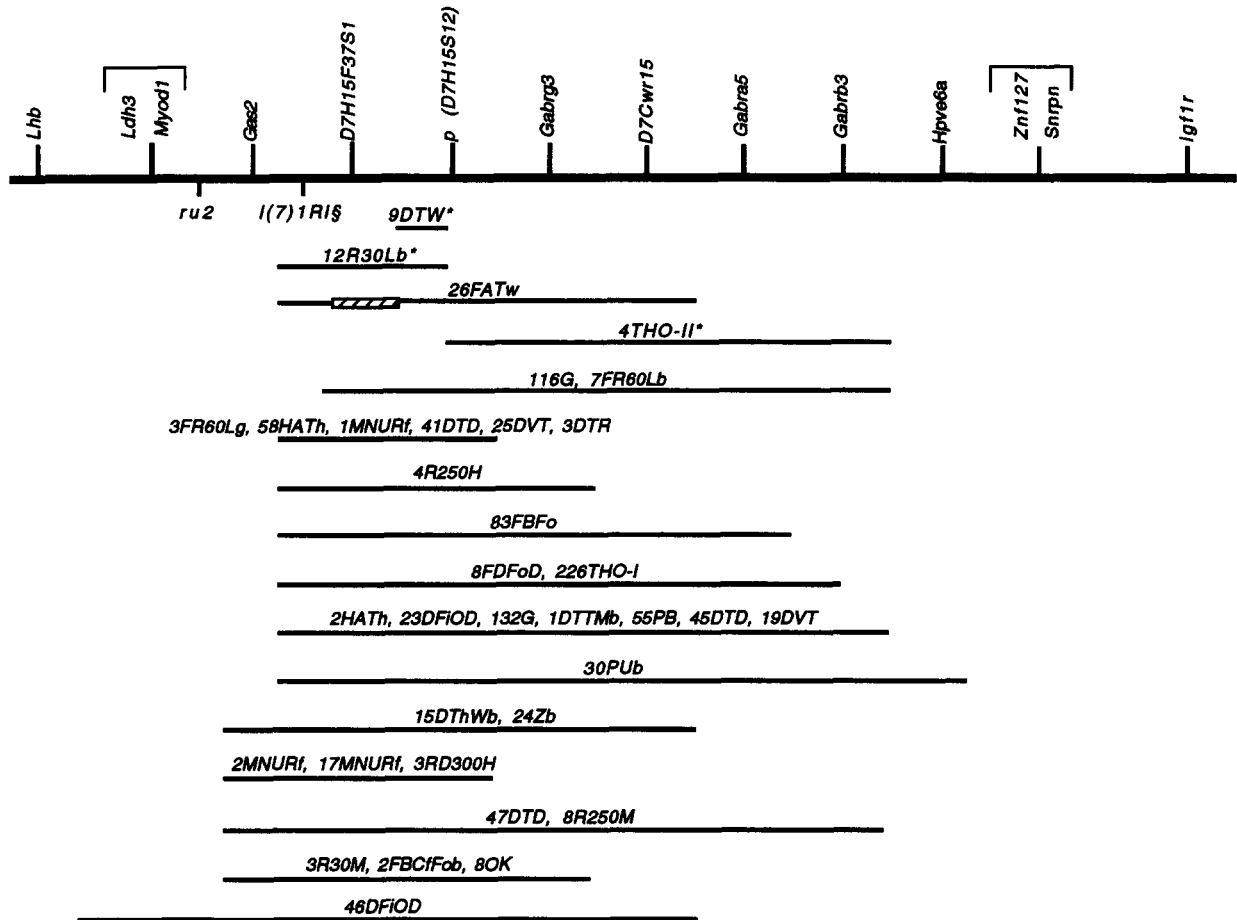 Lhb
Ldh3
Myod1
Gas2
D7H15F37S1
p (D7H15S12)
Gabrg3
D7Cwr15
Gabra5
Gabrb3
Hpve6a
Znf127
Snrpn
Igf1r
ru2
l(7)1Rl§
9DTW*
12R30Lb*
26FATw
4THO-II*
116G, 7FR60Lb
3FR60Lg, 58HATh, 1MNURf, 41DTD, 25DVT, 3DTR
4R250H
83FBFo
8FDFoD, 226THO-I
2HATh, 23DFiOD, 132G, 1DTTMb, 55PB, 45DTD, 19DVT
30PUb
15DThWb, 24Zb
2MNURf, 17MNURf, 3RD300H
47DTD, 8R250M
3R30M, 2FBCfFob, 8OK
46DFiOD